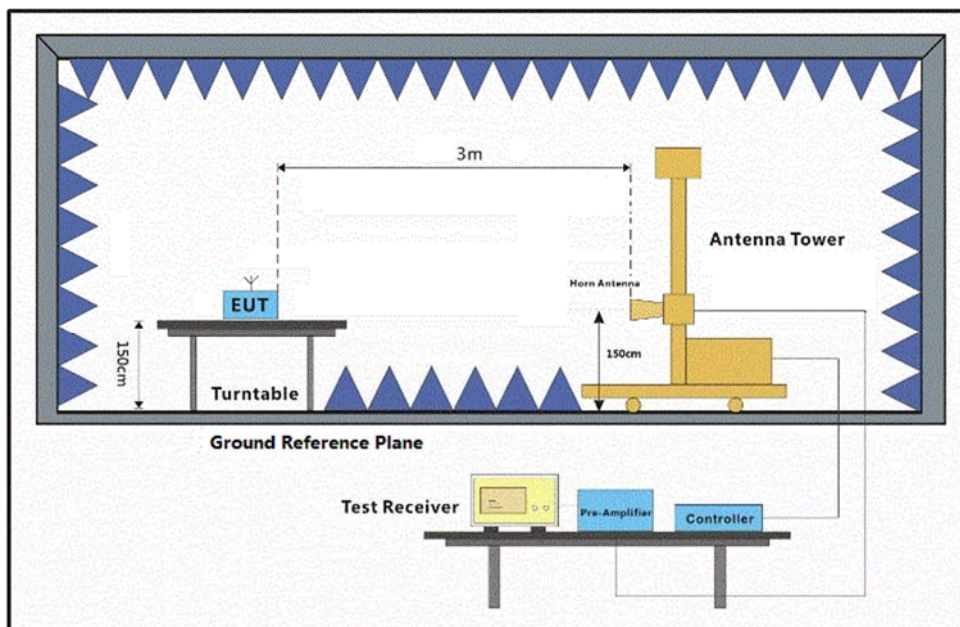 3m
Antenna Tower
Horn Antenna
EUT
150cm
150cm
Turntable
Ground Reference Plane
Test Receiver
Pre-Amplifier
Controller